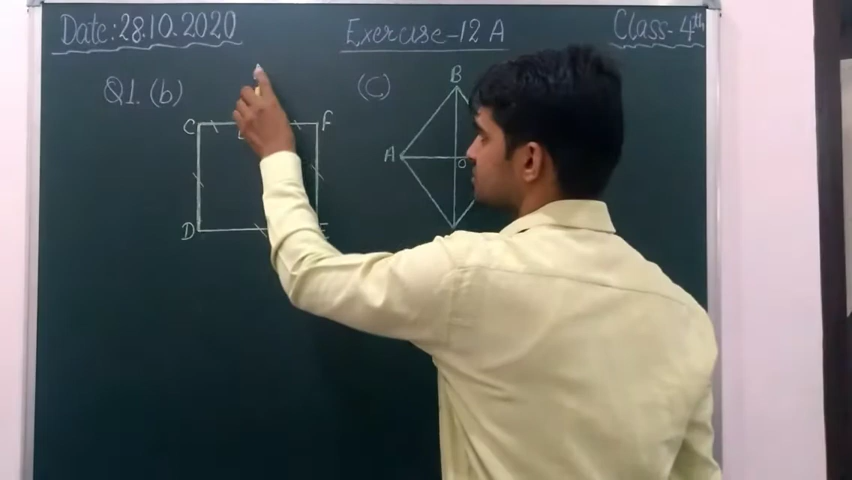 Date: 28.10.2020
Exercise-12 A
Class-4th
Q1. (b)
(C)
B
C
F
A
O
D
E